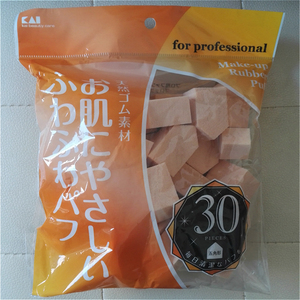 KAI
for professional
Make-up
Rubber
Puff
天然ゴム素材
お肌にやさしい
ふわふわパフ
30
PIECES